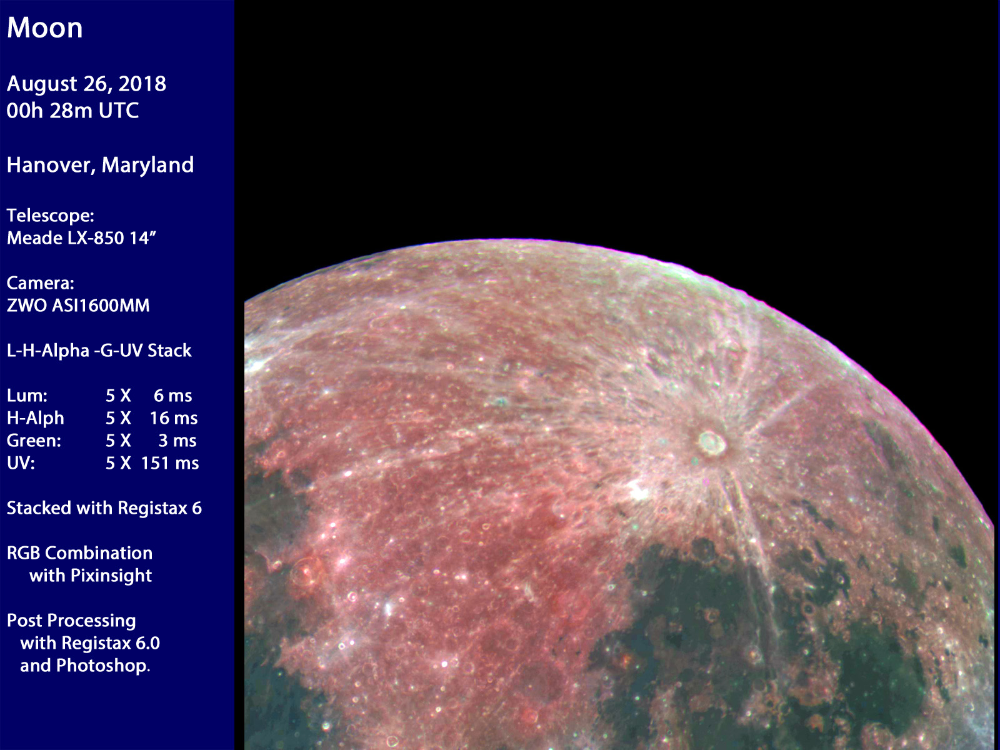 Moon
August 26, 2018
00h 28m UTC
Hanover, Maryland
Telescope:
Meade LX-850 14”
Camera:
ZWO ASI1600MM
L-H-Alpha -G-UV Stack
Lum: 5 X 6 ms
H-Alph 5 X 16 ms
Green: 5 X 3 ms
UV: 5 X 151 ms
Stacked with Registax 6
RGB Combination
with Pixinsight
Post Processing
with Registax 6.0
and Photoshop.